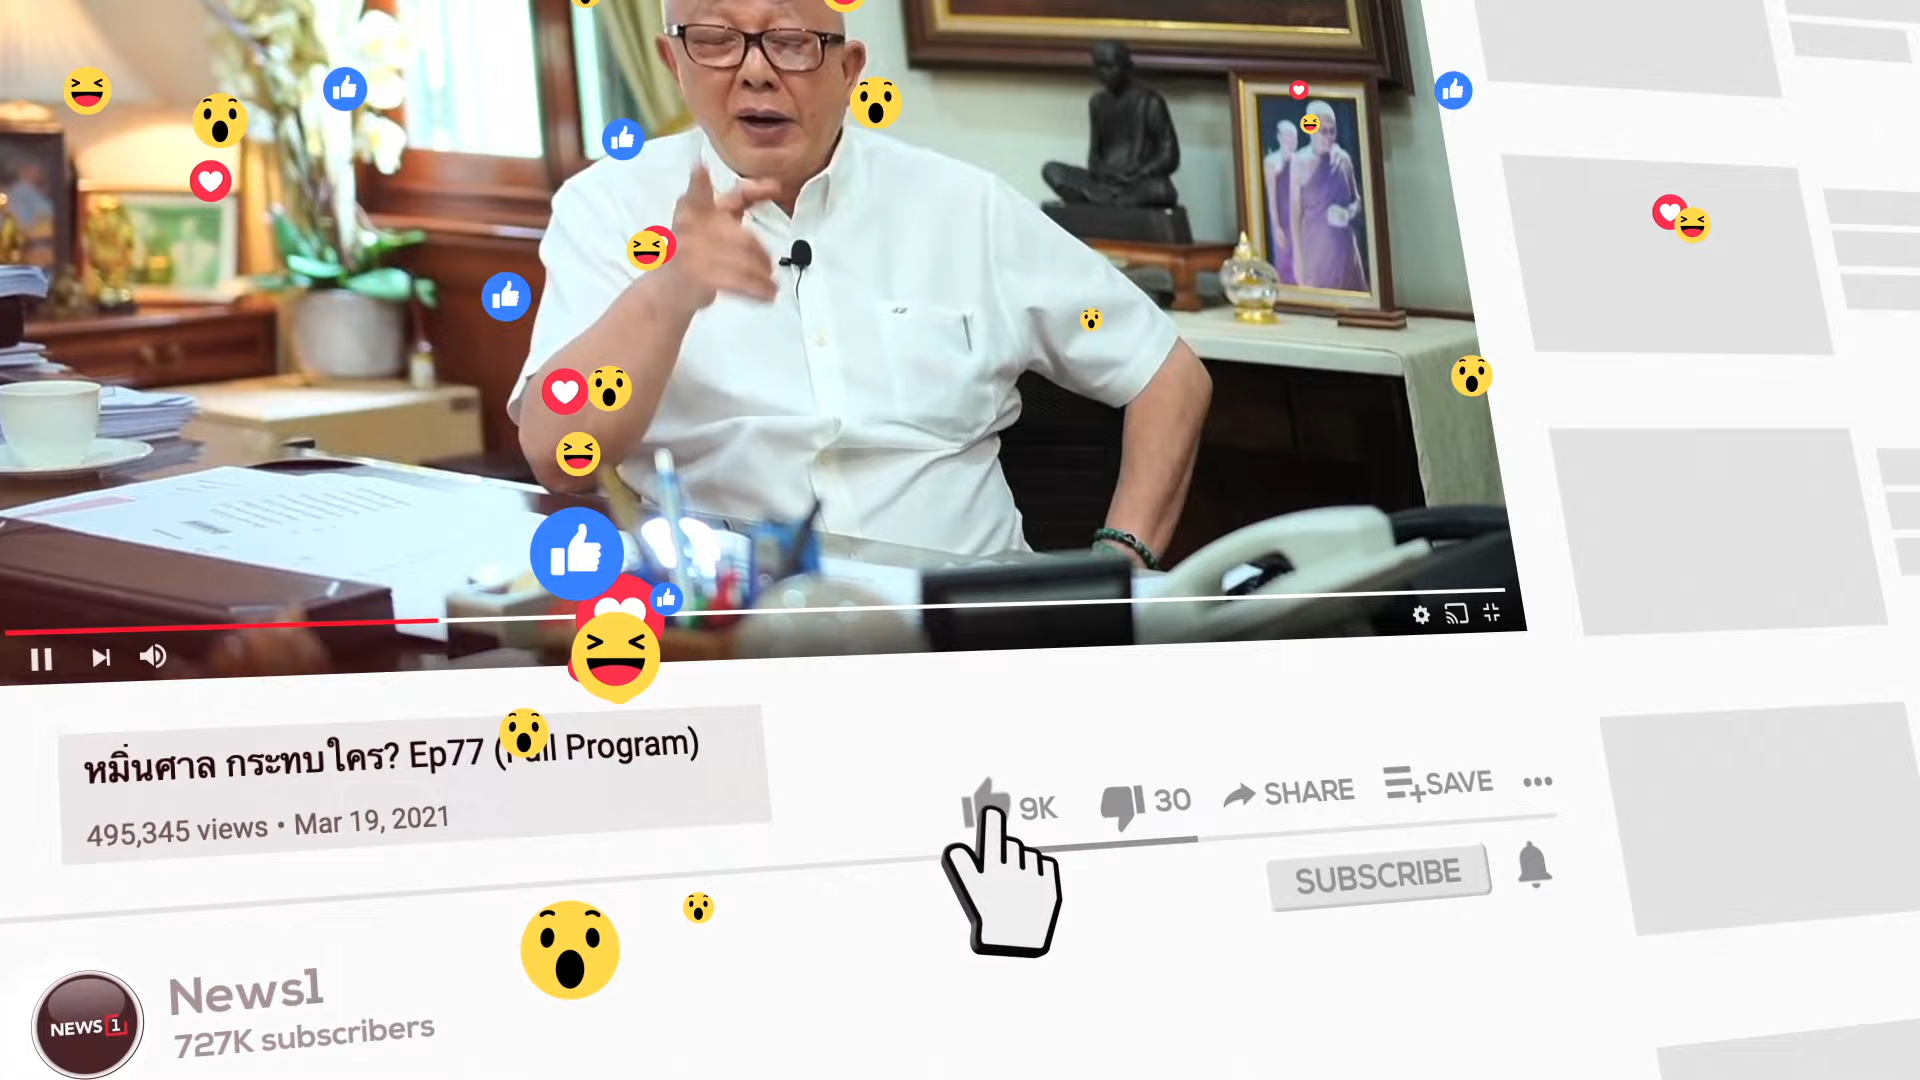 หมิ่นศาล กระทบใคร? Ep77 (Full Program)
495,345 views • Mar 19, 2021
9K
30
SHARE
SAVE
SUBSCRIBE
NEWS 1
News1
727K subscribers